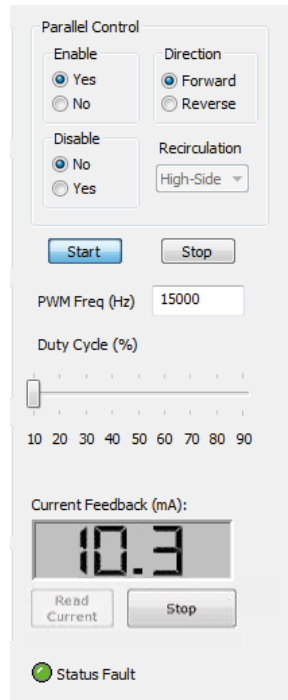 Parallel Control
Enable
Yes
No
Direction
Forward
Reverse
Disable
No
Yes
Recirculation
High-Side
Start
Stop
PWM Freq (Hz) 15000
Duty Cycle (%)
10 20 30 40 50 60 70 80 90
Current Feedback (mA):
10.3
Read
Current
Stop
Status Fault